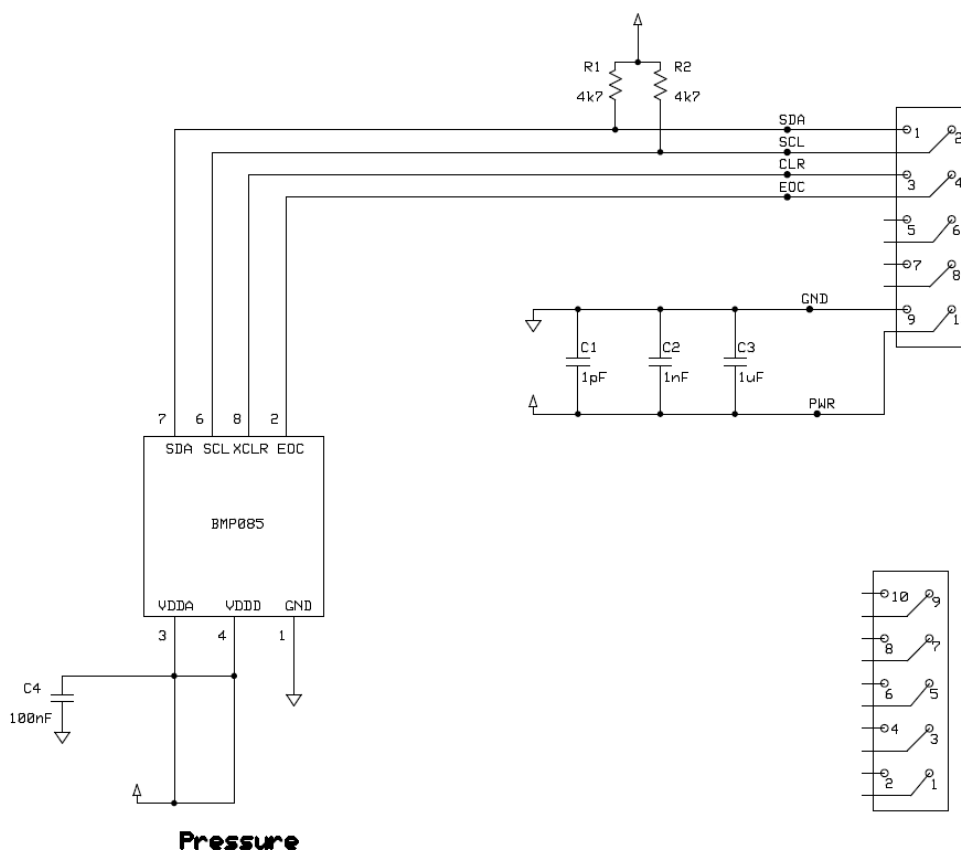 R1 R2
4k7 4k7
SDA
1 2
SCL
CLR
3 4
EOC
5 6
7 8
GND
9 1
C1 C2 C3
1pF 1nF 1uF
PWR
7 6 8 2
SDA SCL XCLR EOC
BMP085
VDDA VDDD GND
3 4 1
C4
100nF
10 9
8 7
6 5
4 3
2 1
Pressure